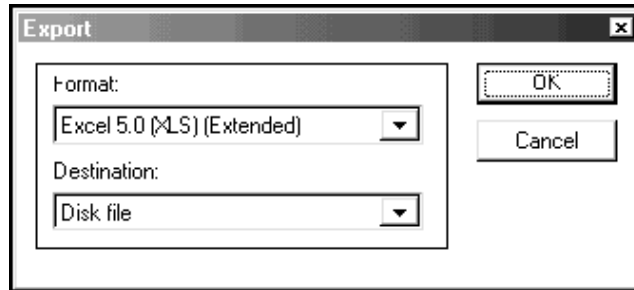 Export
Format:
OK
Excel 5.0 (XLS) (Extended)
Cancel
Destination:
Disk file